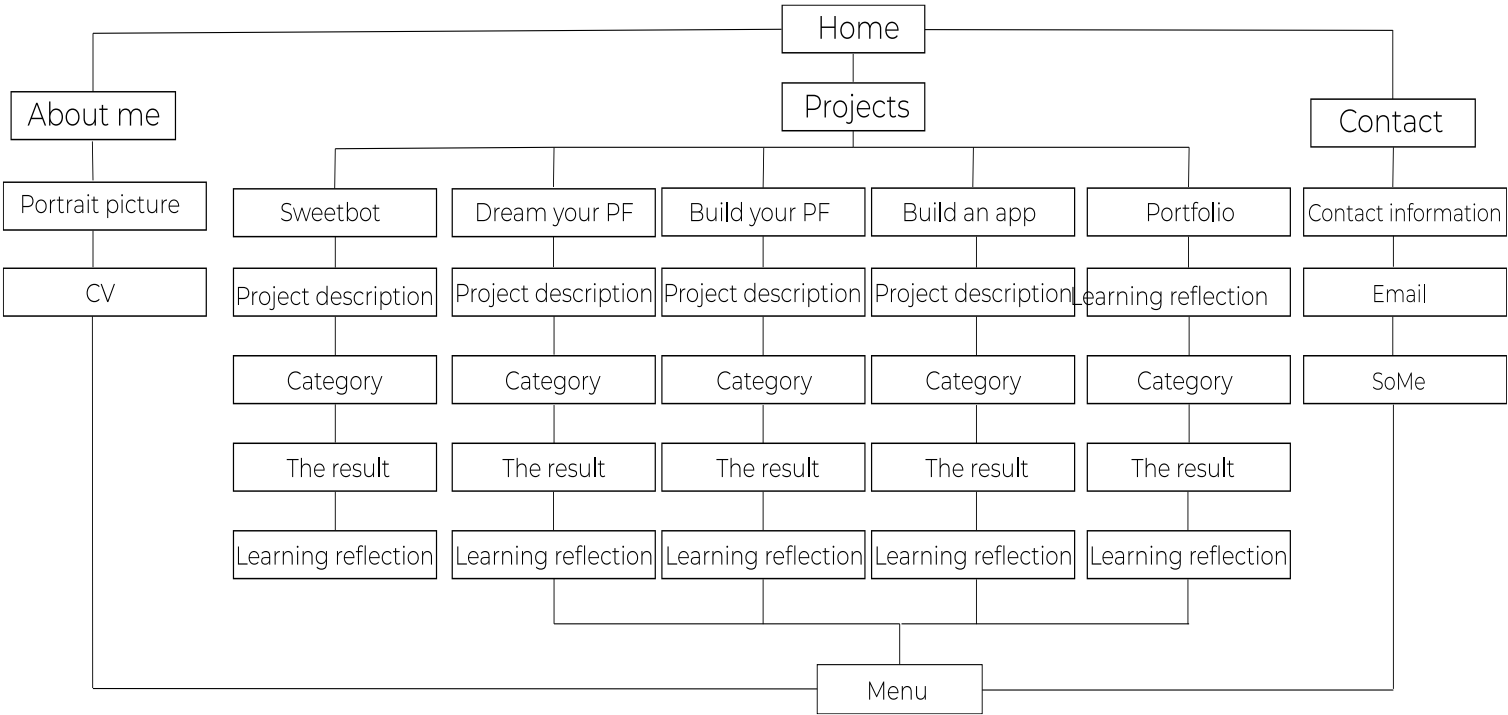 Home
About me
Projects
Contact
Portrait picture
Sweetbot
Dream your PF
Build your PF
Build an app
Portfolio
Contact information
CV
Project description
Project description
Project description
Project description
Learning reflection
Email
Category
Category
Category
Category
Category
SoMe
The result
The result
The result
The result
The result
Learning reflection
Learning reflection
Learning reflection
Learning reflection
Learning reflection
Menu